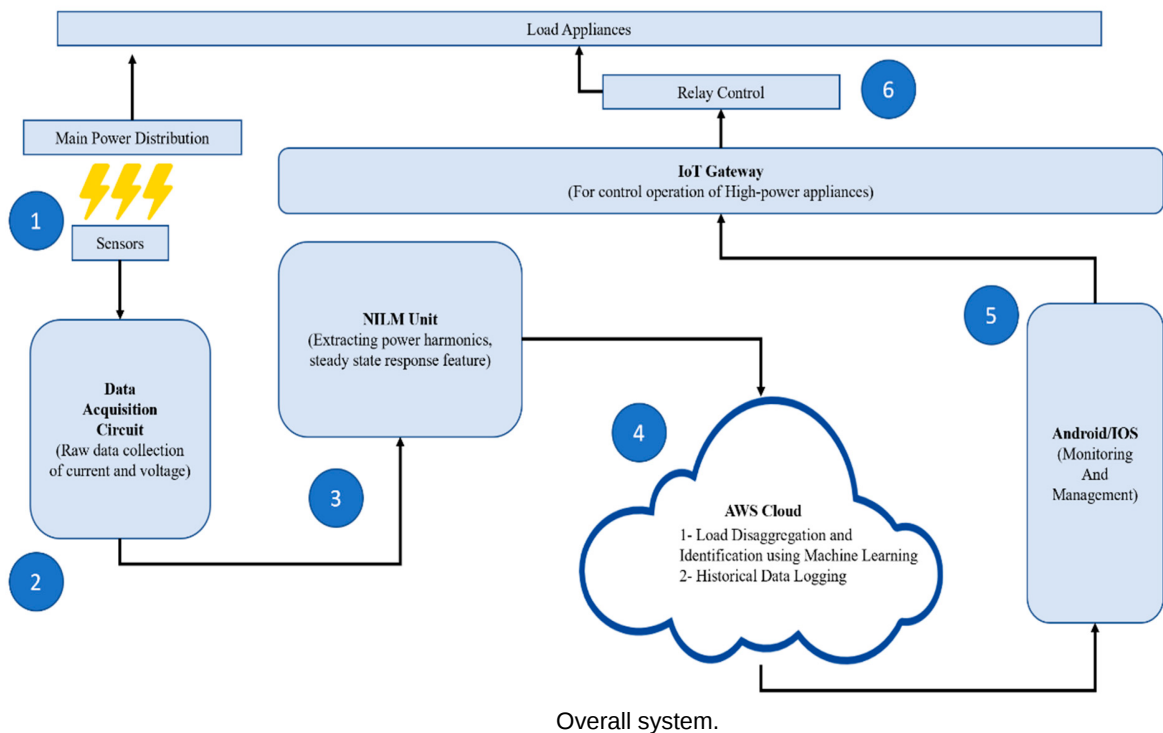 Load Appliances
6
Relay Control
Main Power Distribution
IoT Gateway
(For control operation of High-power appliances)
1
Sensors
NILM Unit
(Extracting power harmonics,
steady state response feature)
5
Data
Acquisition
Circuit
(Raw data collection
of current and voltage)
4
Android/IOS
(Monitoring
And
Management)
3
AWS Cloud
1- Load Disaggregation and
Identification using Machine Learning
2- Historical Data Logging
2
Overall system.